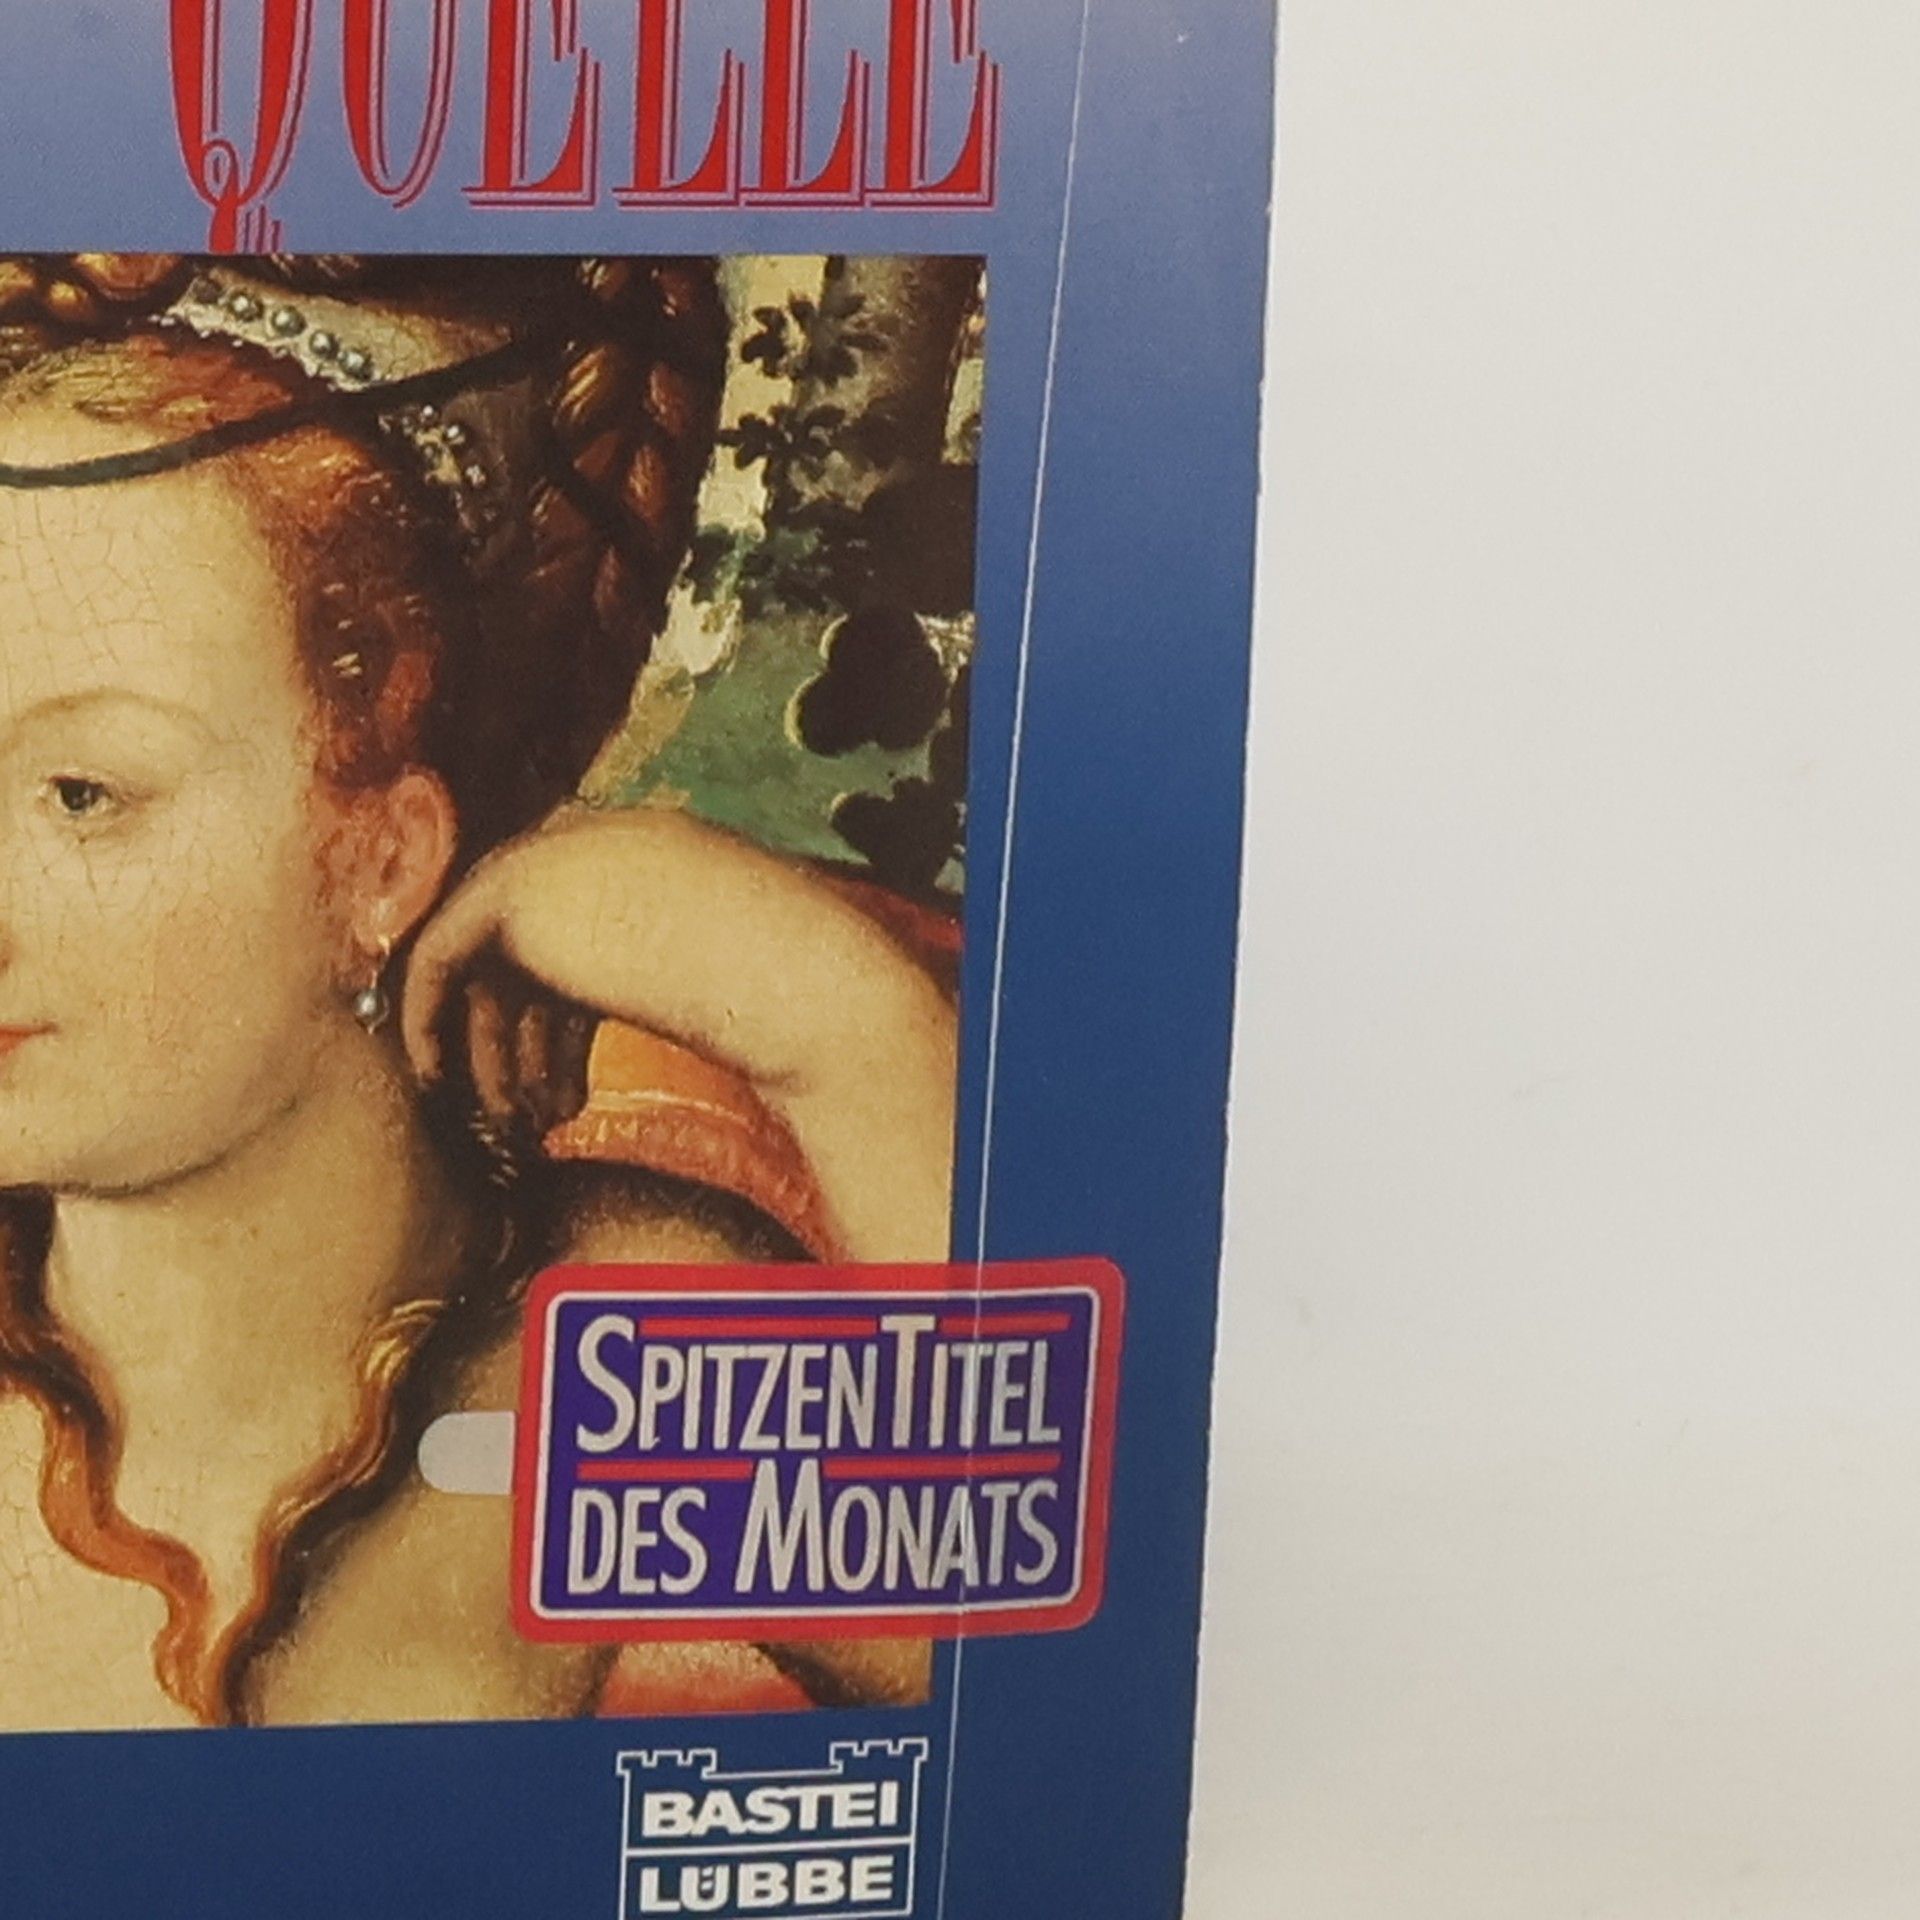 QUELLE
SPITZENTITEL
DES MONATS
BASTEI
LÜBBE